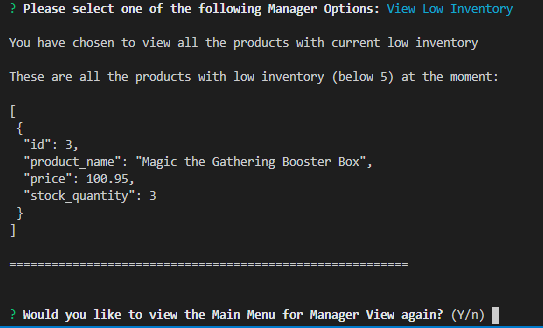 ? Please select one of the following Manager Options: View Low Inventory
You have chosen to view all the products with current low inventory
These are all the products with low inventory (below 5) at the moment:
[
 {
  "id": 3,
  "product_name": "Magic the Gathering Booster Box",
  "price": 100.95,
  "stock_quantity": 3
 }
]
=========================================================
? Would you like to view the Main Menu for Manager View again? (Y/n)